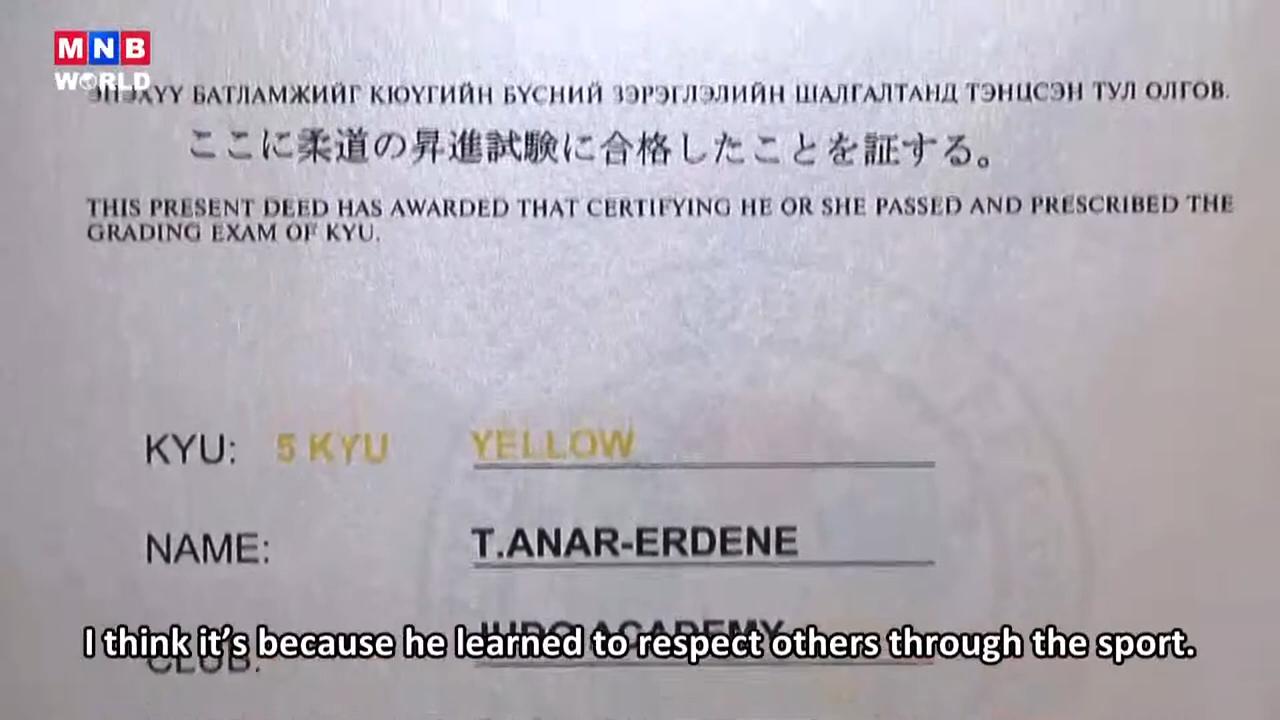 MNB
WORLD
ЭНЭХҮҮ БАТЛАМЖИЙГ КЮҮГИЙН БҮСНИЙ ЗЭРЭГЛЭЛИЙН ШАЛГАЛТАНД ТЭНЦСЭН ТУЛ ОЛГОВ.
ここに柔道の昇進試験に合格したことを証する。
THIS PRESENT DEED HAS AWARDED THAT CERTIFYING HE OR SHE PASSED AND PRESCRIBED THE
GRADING EXAM OF KYU.
KYU: 5 KYU YELLOW
NAME: T.ANAR-ERDENE
CLUB: JUDO ACADEMY
I think it's because he learned to respect others through the sport.